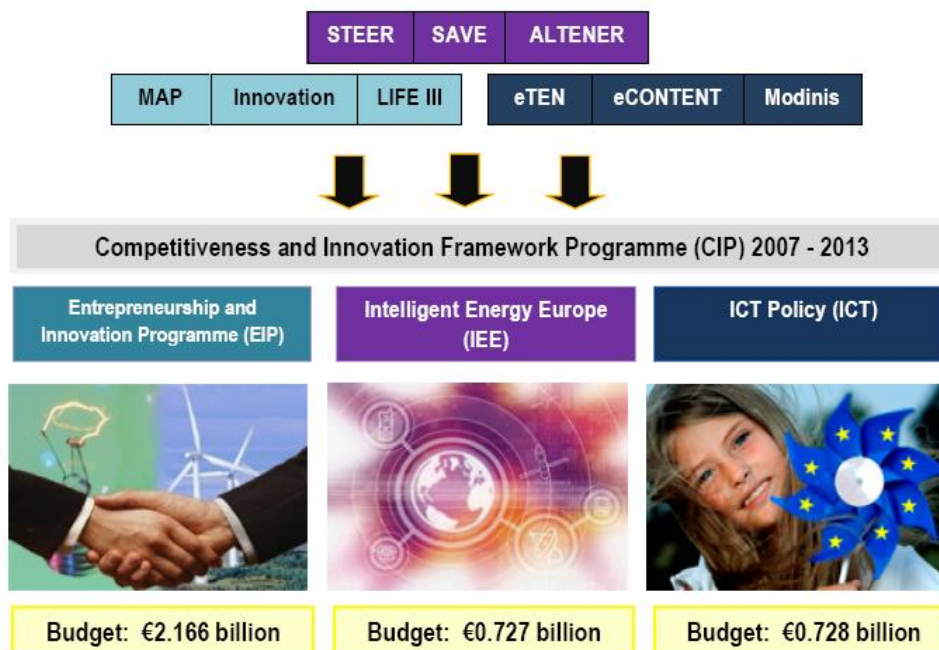 STEER SAVE ALTENER
MAP Innovation LIFE III eTEN eCONTENT Modinis
Competitiveness and Innovation Framework Programme (CIP) 2007 - 2013
Entrepreneurship and
Innovation Programme (EIP)
Intelligent Energy Europe
(IEE)
ICT Policy (ICT)
Budget: €2.166 billion
Budget: €0.727 billion
Budget: €0.728 billion